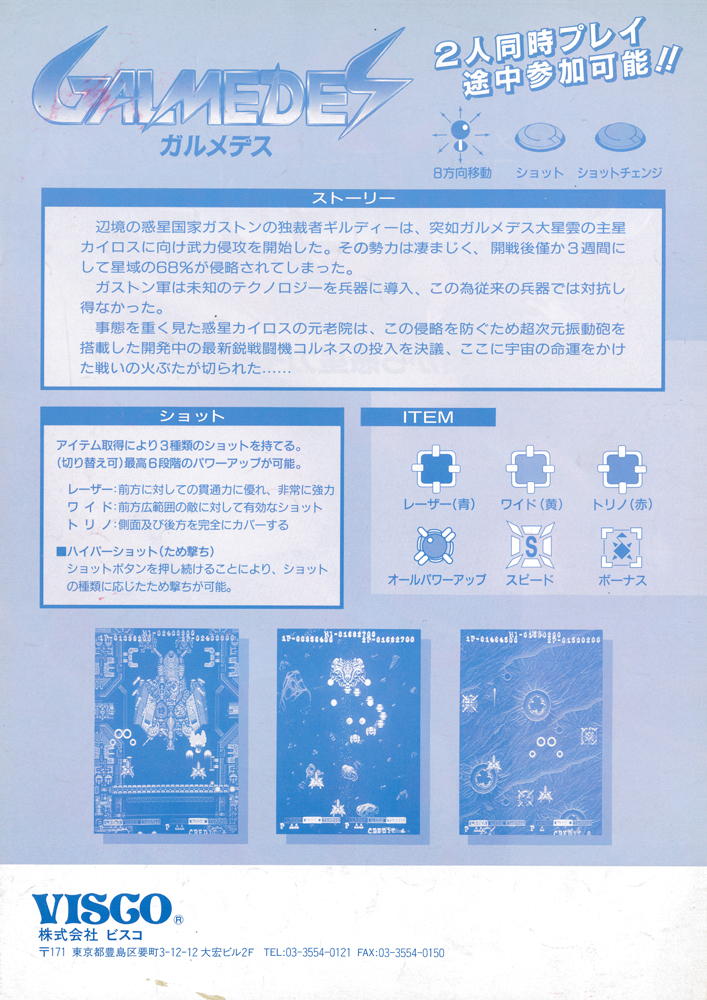 GALMEDES
ガルメデス
2人同時プレイ
途中参加可能!!
8方向移動 ショット ショットチェンジ
ストーリー
辺境の惑星国家ガストンの独裁者ギルディーは、突如ガルメデス大星雲の主星
カイロスに向け武力侵攻を開始した。その勢力は凄まじく、開戦後僅か3週間に
して星域の68%が侵略されてしまった。
ガストン軍は未知のテクノロジーを兵器に導入、この為従来の兵器では対抗し
得なかった。
事態を重く見た惑星カイロスの元老院は、この侵略を防ぐため超次元振動砲を
搭載した開発中の最新鋭戦闘機コルネスの投入を決議、ここに宇宙の命運をかけ
た戦いの火ぶたが切られた……
ショット
アイテム取得により3種類のショットを持てる。
(切り替え可)最高6段階のパワーアップが可能。
レーザー:前方に対しての貫通力に優れ、非常に強力
ワイド:前方広範囲の敵に対して有効なショット
トリノ:側面及び後方を完全にカバーする
■ハイパーショット(ため撃ち)
ショットボタンを押し続けることにより、ショット
の種類に応じたため撃ちが可能。
ITEM
レーザー(青) ワイド(黄) トリノ(赤)
S
オールパワーアップ スピード ボーナス
VISCO®
株式会社 ビスコ
〒171 東京都豊島区要町3-12-12 大宏ビル2F TEL:03-3554-0121 FAX:03-3554-0150